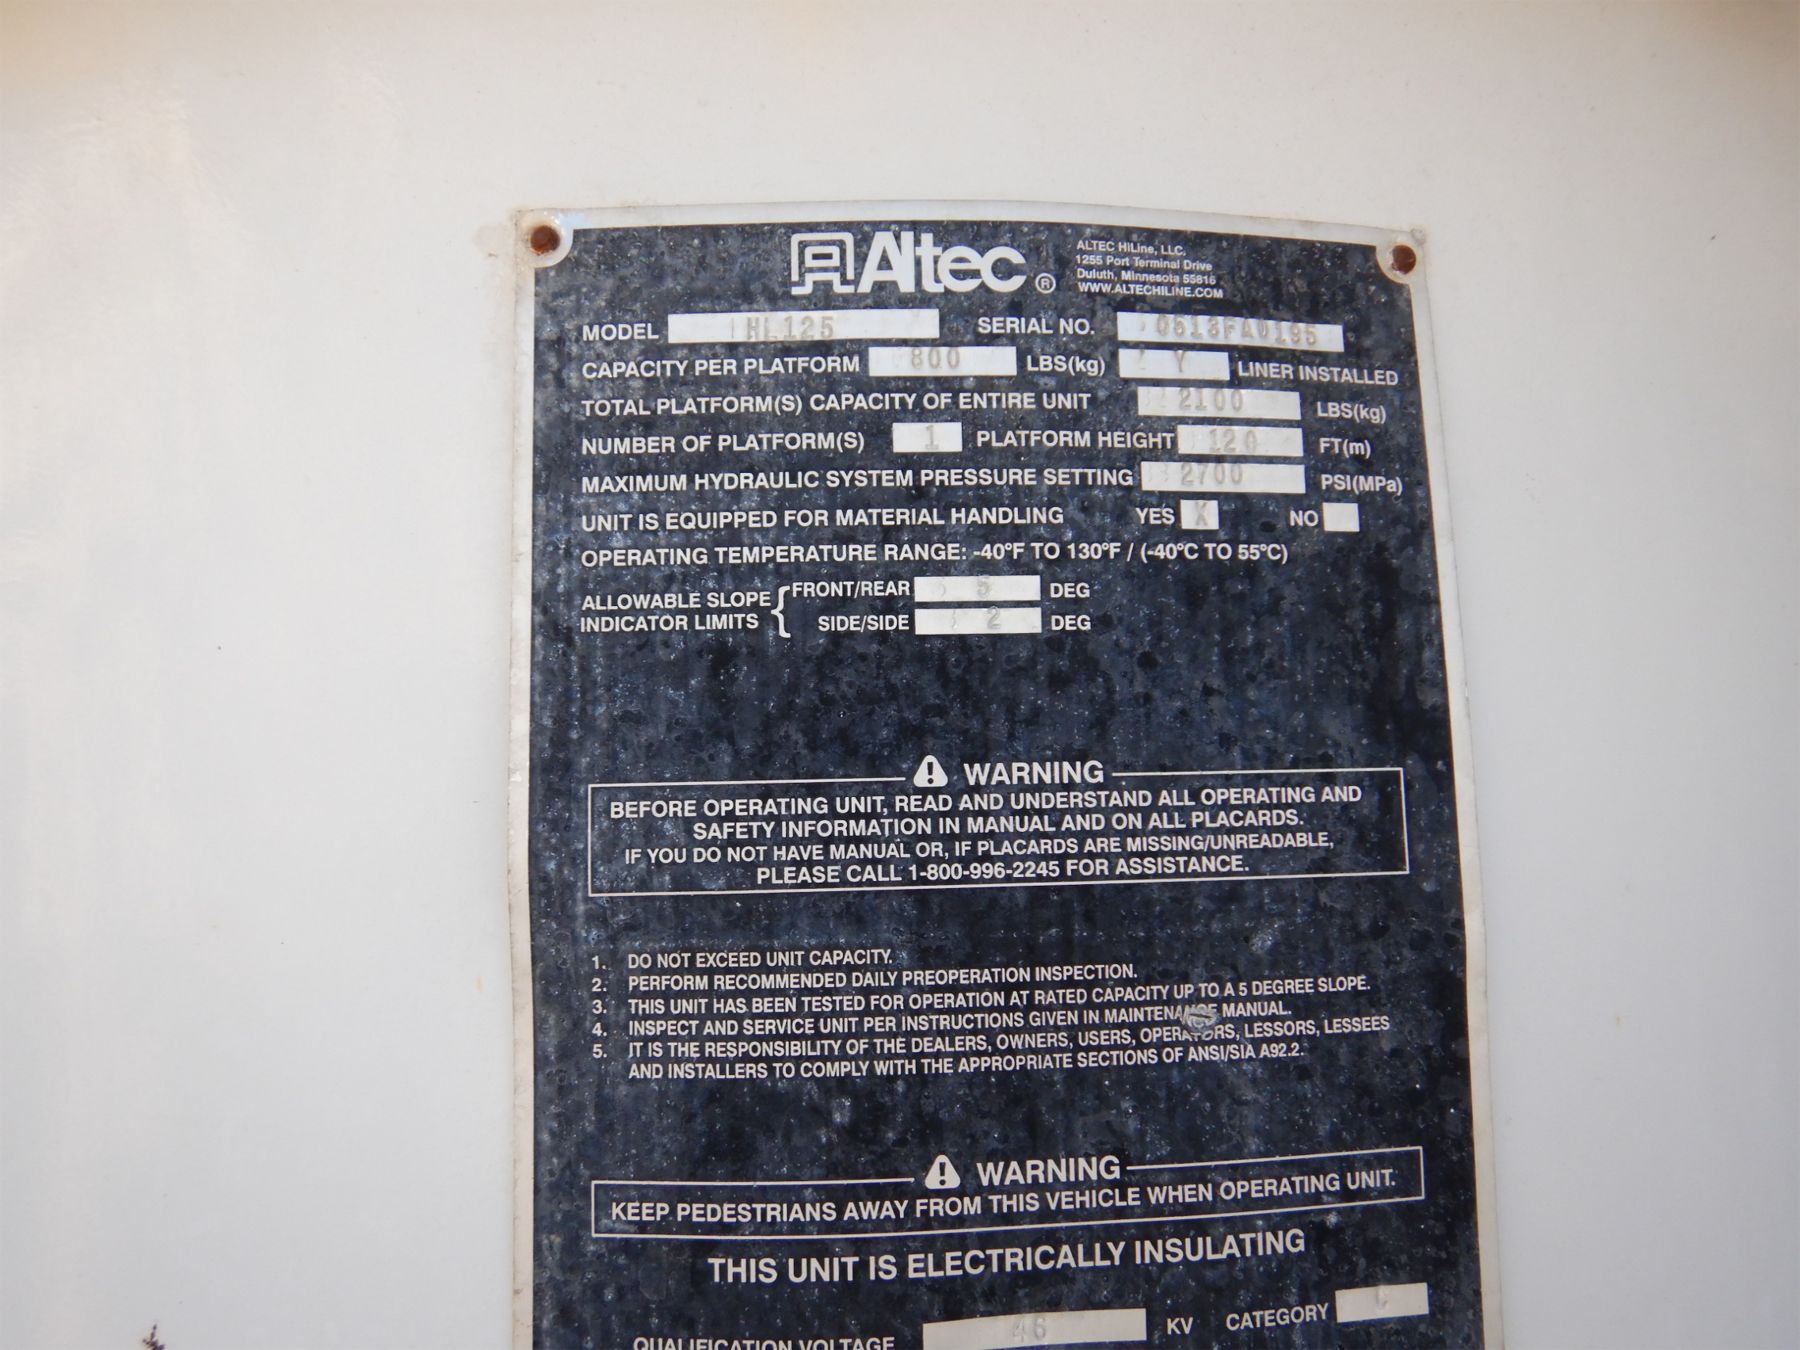 Altec ®
ALTEC HiLine, LLC.
1255 Port Terminal Drive
Duluth, Minnesota 55816
WWW.ALTECHILINE.COM
MODEL HL125 SERIAL NO. 0513FA0195
CAPACITY PER PLATFORM 800 LBS(kg) Y LINER INSTALLED
TOTAL PLATFORM(S) CAPACITY OF ENTIRE UNIT 2100 LBS(kg)
NUMBER OF PLATFORM(S) 1 PLATFORM HEIGHT 120 FT(m)
MAXIMUM HYDRAULIC SYSTEM PRESSURE SETTING 2700 PSI(MPa)
UNIT IS EQUIPPED FOR MATERIAL HANDLING YES X NO
OPERATING TEMPERATURE RANGE: -40°F TO 130°F / (-40°C TO 55°C)
ALLOWABLE SLOPE INDICATOR LIMITS { FRONT/REAR 5 DEG
SIDE/SIDE 2 DEG
WARNING
BEFORE OPERATING UNIT, READ AND UNDERSTAND ALL OPERATING AND
SAFETY INFORMATION IN MANUAL AND ON ALL PLACARDS.
IF YOU DO NOT HAVE MANUAL OR, IF PLACARDS ARE MISSING/UNREADABLE,
PLEASE CALL 1-800-996-2245 FOR ASSISTANCE.
1. DO NOT EXCEED UNIT CAPACITY.
2. PERFORM RECOMMENDED DAILY PREOPERATION INSPECTION.
3. THIS UNIT HAS BEEN TESTED FOR OPERATION AT RATED CAPACITY UP TO A 5 DEGREE SLOPE.
4. INSPECT AND SERVICE UNIT PER INSTRUCTIONS GIVEN IN MAINTENANCE MANUAL.
5. IT IS THE RESPONSIBILITY OF THE DEALERS, OWNERS, USERS, OPERATORS, LESSORS, LESSEES
AND INSTALLERS TO COMPLY WITH THE APPROPRIATE SECTIONS OF ANSI/SIA A92.2.
WARNING
KEEP PEDESTRIANS AWAY FROM THIS VEHICLE WHEN OPERATING UNIT.
THIS UNIT IS ELECTRICALLY INSULATING
QUALIFICATION VOLTAGE 46 KV CATEGORY